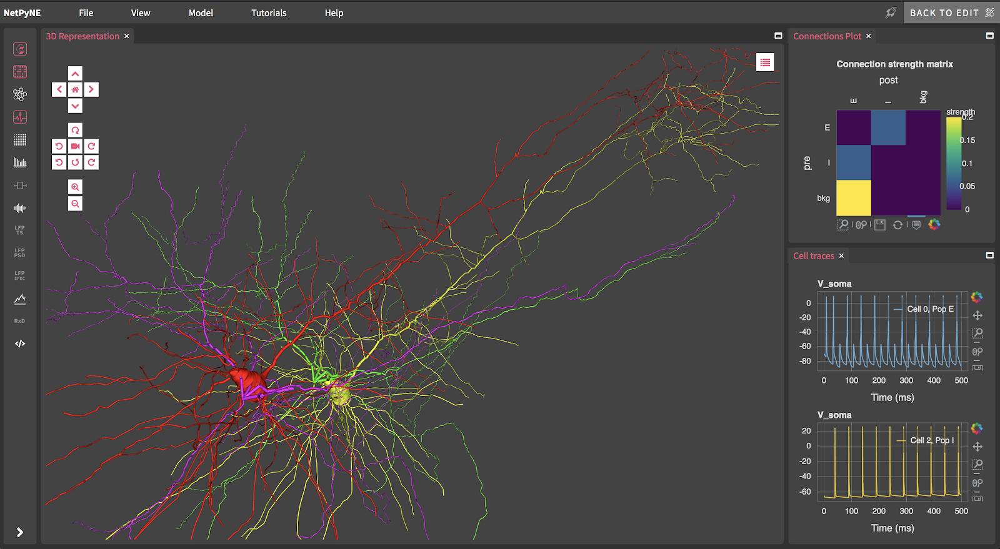 NetPyNE File View Model Tutorials Help BACK TO EDIT
LFP
TS
LFP
PSD
LFP
SPEC
RxD
3D Representation
Connections Plot
Connection strength matrix
post
E I bkg
strength
pre
E
I
bkg
0.2
0.15
0.1
0.05
0
Cell traces
V_soma
Cell 0, Pop E
0
-20
-40
-60
-80
0 100 200 300 400 500
Time (ms)
V_soma
Cell 2, Pop I
20
0
-20
-40
-60
0 100 200 300 400 500
Time (ms)